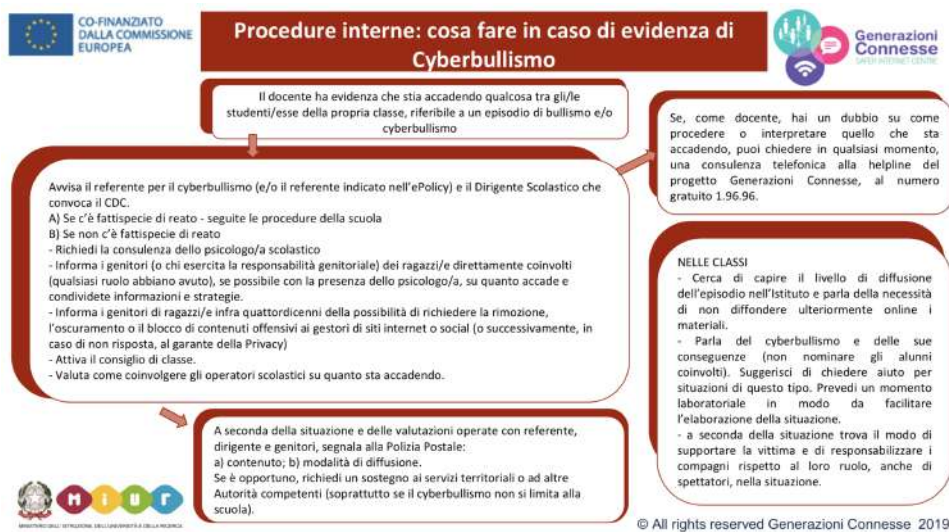 CO-FINANZIATO
DALLA COMMISSIONE
EUROPEA
Procedure interne: cosa fare in caso di evidenza di
Cyberbullismo
Generazioni
Connesse
SAFER INTERNET CENTRE
Il docente ha evidenza che stia accadendo qualcosa tra gli/le
studenti/esse della propria classe, riferibile a un episodio di bullismo e/o
cyberbullismo
Se, come docente, hai un dubbio su come
procedere o interpretare quello che sta
accadendo, puoi chiedere in qualsiasi momento,
una consulenza telefonica alla helpline del
progetto Generazioni Connesse, al numero
gratuito 1.96.96.
Avvisa il referente per il cyberbullismo (e/o il referente indicato nell'ePolicy) e il Dirigente Scolastico che
convoca il CDC.
A) Se c'è fattispecie di reato - seguite le procedure della scuola
B) Se non c'è fattispecie di reato
- Richiedi la consulenza dello psicologo/a scolastico
- Informa i genitori (o chi esercita la responsabilità genitoriale) dei ragazzi/e direttamente coinvolti
(qualsiasi ruolo abbiano avuto), se possibile con la presenza dello psicologo/a, su quanto accade e
condividete informazioni e strategie.
- Informa i genitori di ragazzi/e infra quattordicenni della possibilità di richiedere la rimozione,
l'oscuramento o il blocco di contenuti offensivi ai gestori di siti internet o social (o successivamente, in
caso di non risposta, al garante della Privacy)
- Attiva il consiglio di classe.
- Valuta come coinvolgere gli operatori scolastici su quanto sta accadendo.
NELLE CLASSI
- Cerca di capire il livello di diffusione
dell'episodio nell'Istituto e parla della necessità
di non diffondere ulteriormente online i
materiali.
- Parla del cyberbullismo e delle sue
conseguenze (non nominare gli alunni
coinvolti). Suggerisci di chiedere aiuto per
situazioni di questo tipo. Prevedi un momento
laboratoriale in modo da facilitare
l'elaborazione della situazione.
- a seconda della situazione trova il modo di
supportare la vittima e di responsabilizzare i
compagni rispetto al loro ruolo, anche di
spettatori, nella situazione.
A seconda della situazione e delle valutazioni operate con referente,
dirigente e genitori, segnala alla Polizia Postale:
a) contenuto; b) modalità di diffusione.
Se è opportuno, richiedi un sostegno ai servizi territoriali o ad altre
Autorità competenti (soprattutto se il cyberbullismo non si limita alla
scuola).
miur
MINISTERO DELL'ISTRUZIONE, DELL'UNIVERSITÀ E DELLA RICERCA
© All rights reserved Generazioni Connesse 2019